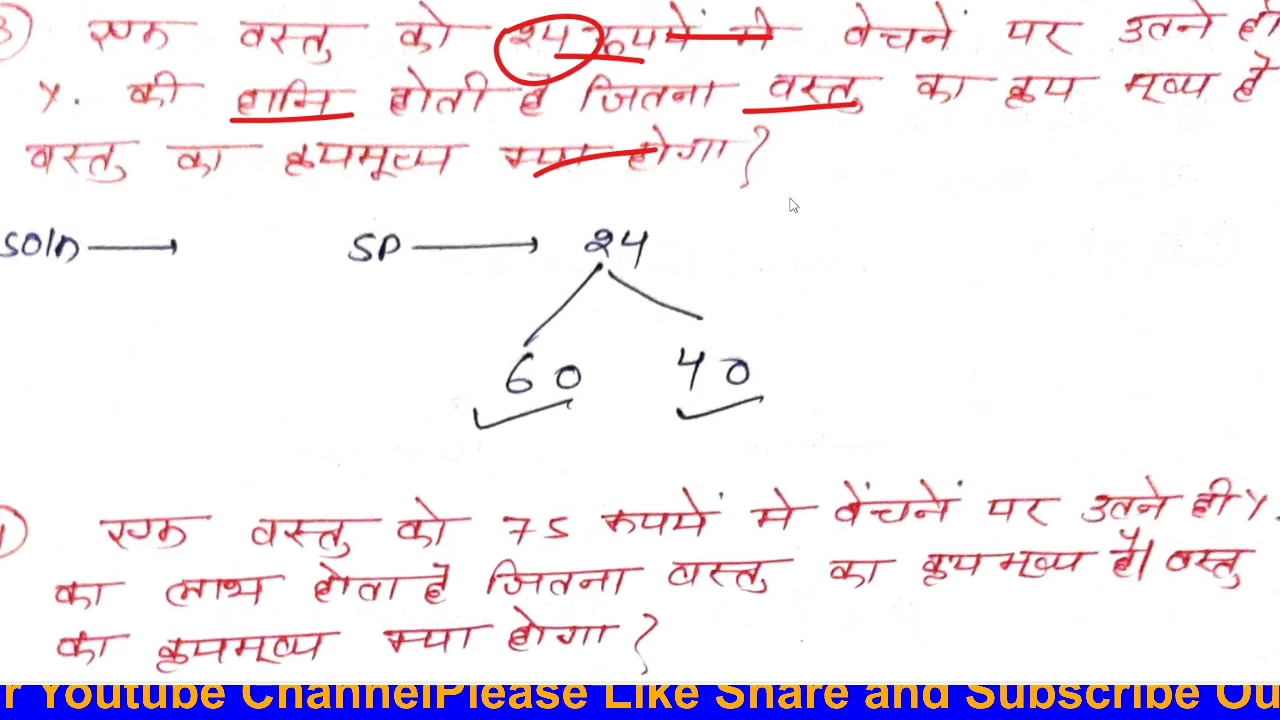 3) एक वस्तु को 24 रूपयें में बेचनें पर उतने ही
%. की हानि होती है जितना वस्तु का क्रय मूल्य है
वस्तु का क्रयमूल्य क्या होगा?
Soln → SP → 24
60 40
एक वस्तु को 75 रूपयें में बेंचनें पर उतने ही %.
का लाभ होता है जितना वस्तु का क्रय मूल्य है। वस्तु
का क्रयमूल्य क्या होगा?
r Youtube ChannelPlease Like Share and Subscribe Ou